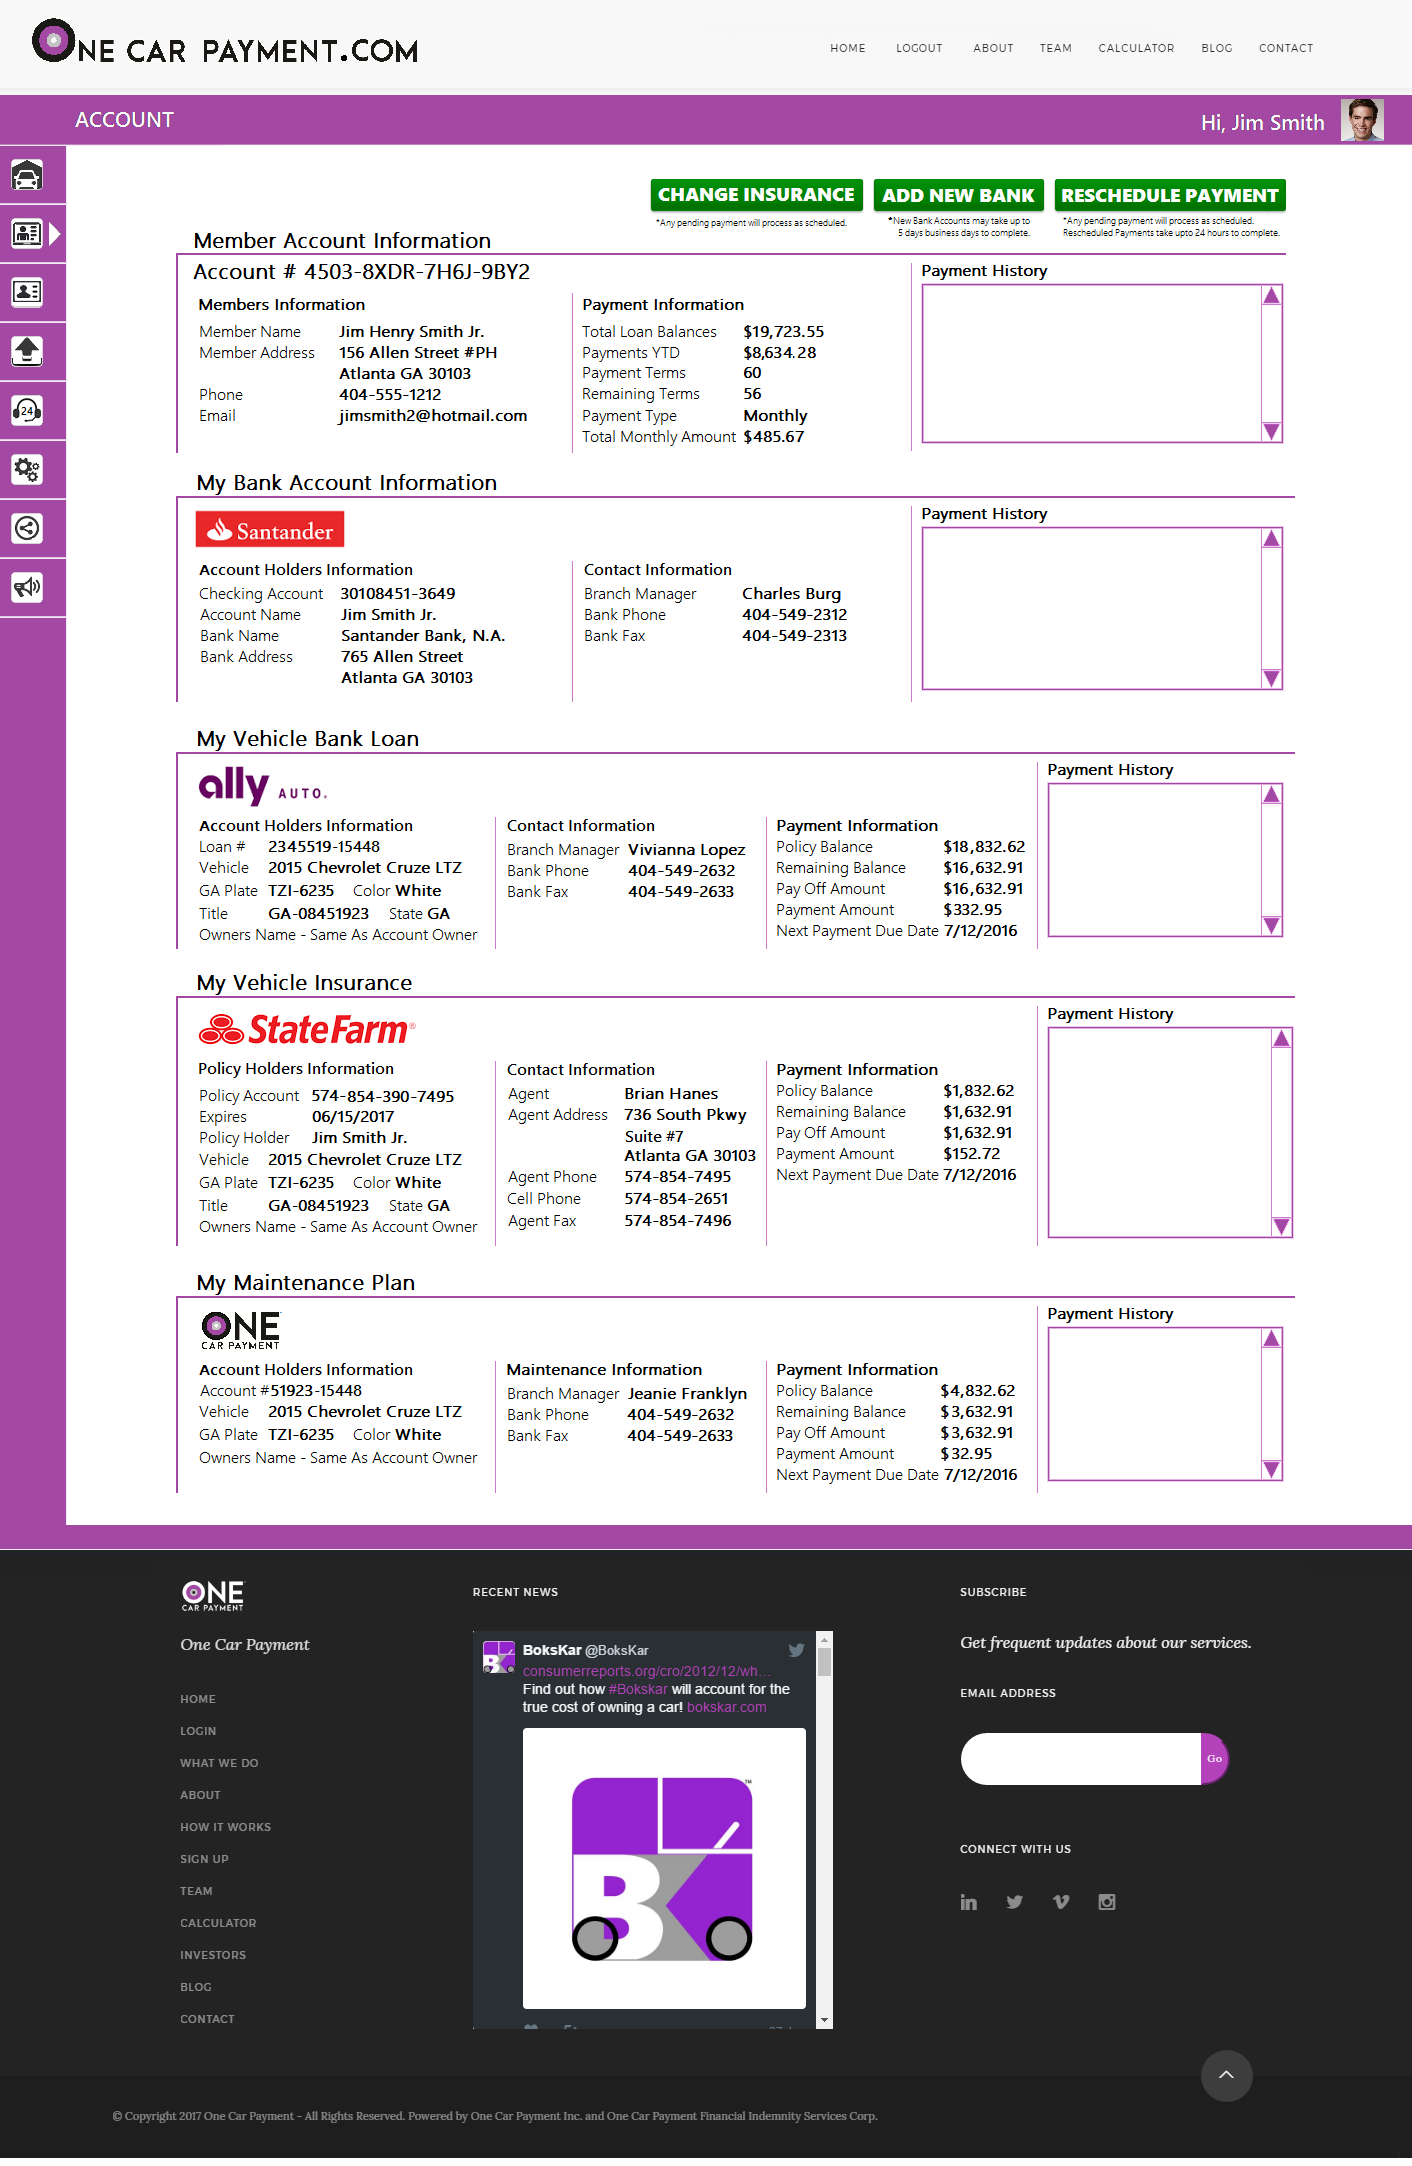 ONE CAR PAYMENT.COM
HOME LOGOUT ABOUT TEAM CALCULATOR BLOG CONTACT
ACCOUNT
Hi, Jim Smith
CHANGE INSURANCE
*Any pending payment will process as scheduled.
ADD NEW BANK
*New Bank Accounts may take up to
5 days business days to complete.
RESCHEDULE PAYMENT
*Any pending payment will process as scheduled.
Rescheduled Payments take upto 24 hours to complete.
Member Account Information
Account # 4503-8XDR-7H6J-9BY2
Members Information
Member Name Jim Henry Smith Jr.
Member Address 156 Allen Street #PH
Atlanta GA 30103
Phone 404-555-1212
Email jimsmith2@hotmail.com
Payment Information
Total Loan Balances $19,723.55
Payments YTD $8,634.28
Payment Terms 60
Remaining Terms 56
Payment Type Monthly
Total Monthly Amount $485.67
Payment History
My Bank Account Information
Santander
Account Holders Information
Checking Account 30108451-3649
Account Name Jim Smith Jr.
Bank Name Santander Bank, N.A.
Bank Address 765 Allen Street
Atlanta GA 30103
Contact Information
Branch Manager Charles Burg
Bank Phone 404-549-2312
Bank Fax 404-549-2313
Payment History
My Vehicle Bank Loan
ally AUTO.
Account Holders Information
Loan # 2345519-15448
Vehicle 2015 Chevrolet Cruze LTZ
GA Plate TZI-6235 Color White
Title GA-08451923 State GA
Owners Name - Same As Account Owner
Contact Information
Branch Manager Vivianna Lopez
Bank Phone 404-549-2632
Bank Fax 404-549-2633
Payment Information
Policy Balance $18,832.62
Remaining Balance $16,632.91
Pay Off Amount $16,632.91
Payment Amount $332.95
Next Payment Due Date 7/12/2016
Payment History
My Vehicle Insurance
StateFarm®
Policy Holders Information
Policy Account 574-854-390-7495
Expires 06/15/2017
Policy Holder Jim Smith Jr.
Vehicle 2015 Chevrolet Cruze LTZ
GA Plate TZI-6235 Color White
Title GA-08451923 State GA
Owners Name - Same As Account Owner
Contact Information
Agent Brian Hanes
Agent Address 736 South Pkwy
Suite #7
Atlanta GA 30103
Agent Phone 574-854-7495
Cell Phone 574-854-2651
Agent Fax 574-854-7496
Payment Information
Policy Balance $1,832.62
Remaining Balance $1,632.91
Pay Off Amount $1,632.91
Payment Amount $152.72
Next Payment Due Date 7/12/2016
Payment History
My Maintenance Plan
ONE
CAR PAYMENT
Account Holders Information
Account #51923-15448
Vehicle 2015 Chevrolet Cruze LTZ
GA Plate TZI-6235 Color White
Owners Name - Same As Account Owner
Maintenance Information
Branch Manager Jeanie Franklyn
Bank Phone 404-549-2632
Bank Fax 404-549-2633
Payment Information
Policy Balance $4,832.62
Remaining Balance $3,632.91
Pay Off Amount $3,632.91
Payment Amount $32.95
Next Payment Due Date 7/12/2016
Payment History
ONE
CAR PAYMENT
One Car Payment
HOME
LOGIN
WHAT WE DO
ABOUT
HOW IT WORKS
SIGN UP
TEAM
CALCULATOR
INVESTORS
BLOG
CONTACT
RECENT NEWS
BoksKar @BoksKar
consumerreports.org/cro/2012/12/wh...
Find out how #Bokskar will account for the
true cost of owning a car! bokskar.com
BK™
SUBSCRIBE
Get frequent updates about our services.
EMAIL ADDRESS
Go
CONNECT WITH US
© Copyright 2017 One Car Payment - All Rights Reserved. Powered by One Car Payment Inc. and One Car Payment Financial Indemnity Services Corp.